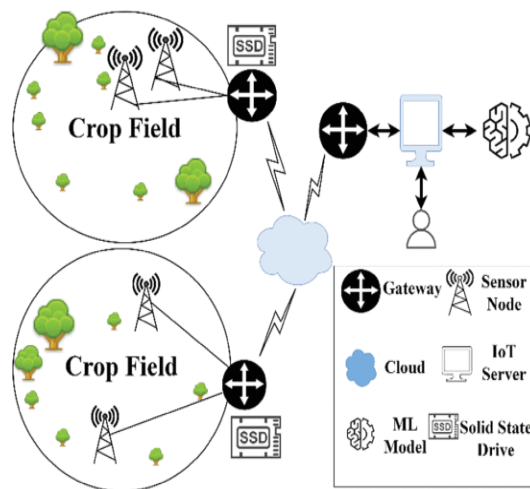 SSD
Crop Field
Crop Field
SSD
Gateway
Sensor
Node
Cloud
IoT
Server
ML
Model
SSD
Solid State
Drive